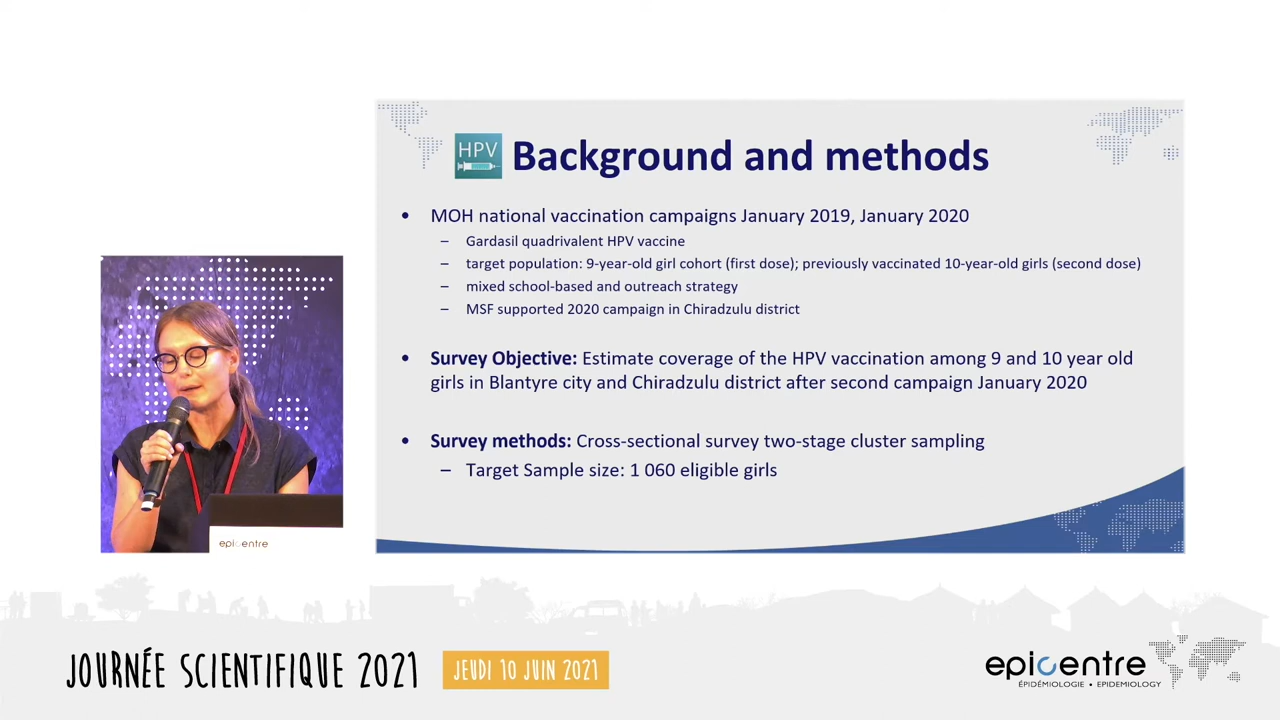 HPV
Background and methods
• MOH national vaccination campaigns January 2019, January 2020
– Gardasil quadrivalent HPV vaccine
– target population: 9-year-old girl cohort (first dose); previously vaccinated 10-year-old girls (second dose)
– mixed school-based and outreach strategy
– MSF supported 2020 campaign in Chiradzulu district
• Survey Objective: Estimate coverage of the HPV vaccination among 9 and 10 year old
girls in Blantyre city and Chiradzulu district after second campaign January 2020
• Survey methods: Cross-sectional survey two-stage cluster sampling
– Target Sample size: 1 060 eligible girls
epicentre
JOURNÉE SCIENTIFIQUE 2021
JEUDI 10 JUIN 2021
epicentre
ÉPIDÉMIOLOGIE • EPIDEMIOLOGY